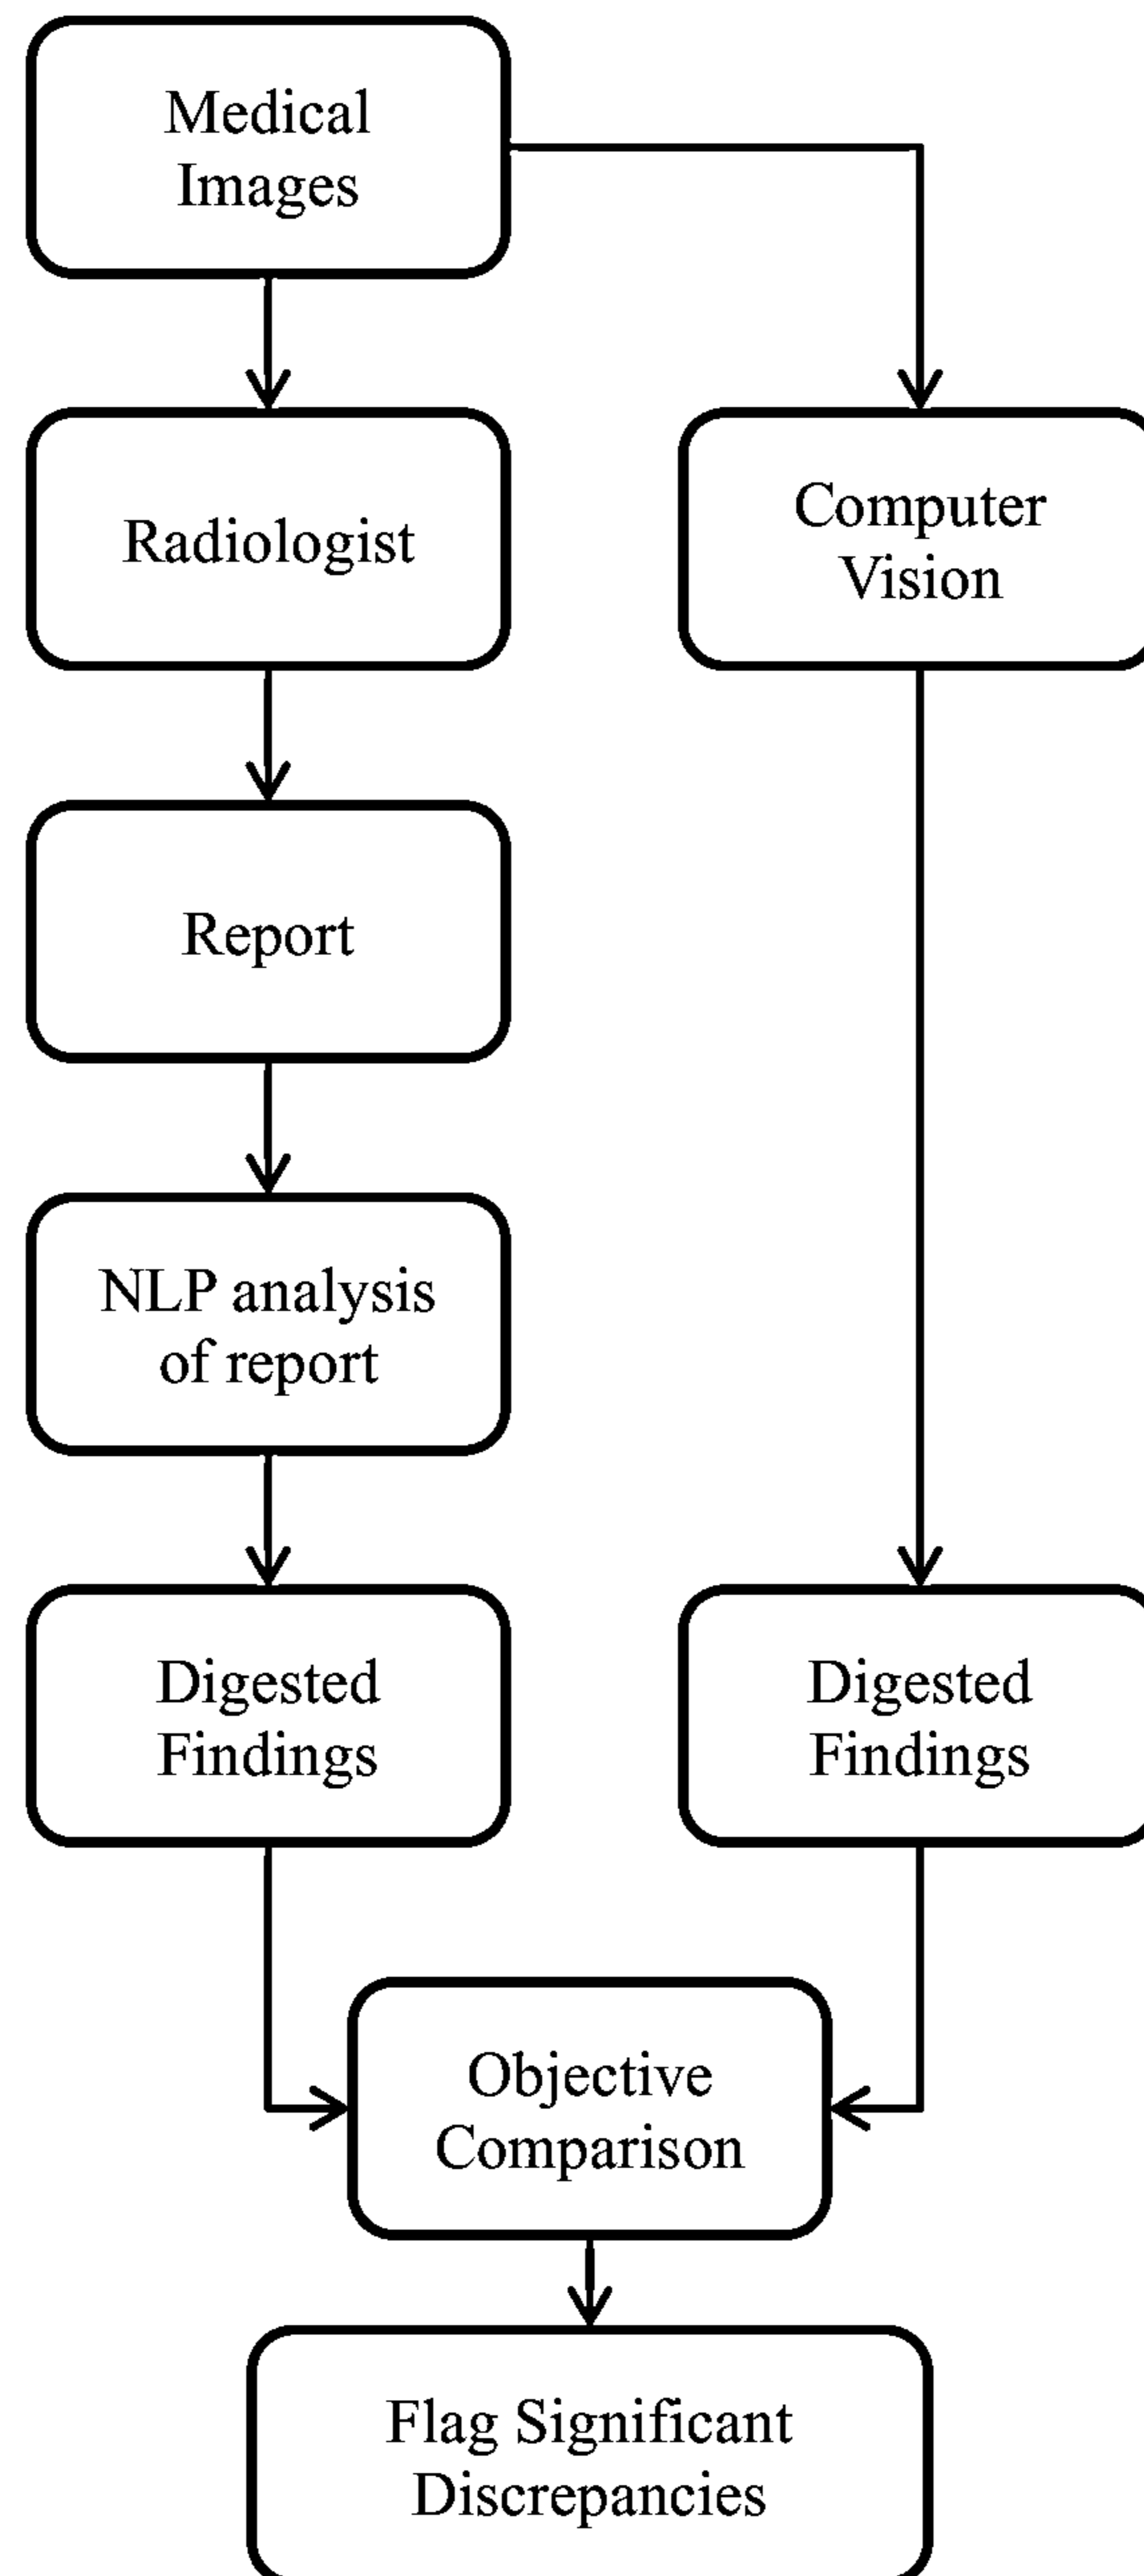 Medical
Images
Radiologist
Computer
Vision
Report
NLP analysis
of report
Digested
Findings
Digested
Findings
Objective
Comparison
Flag Significant
Discrepancies